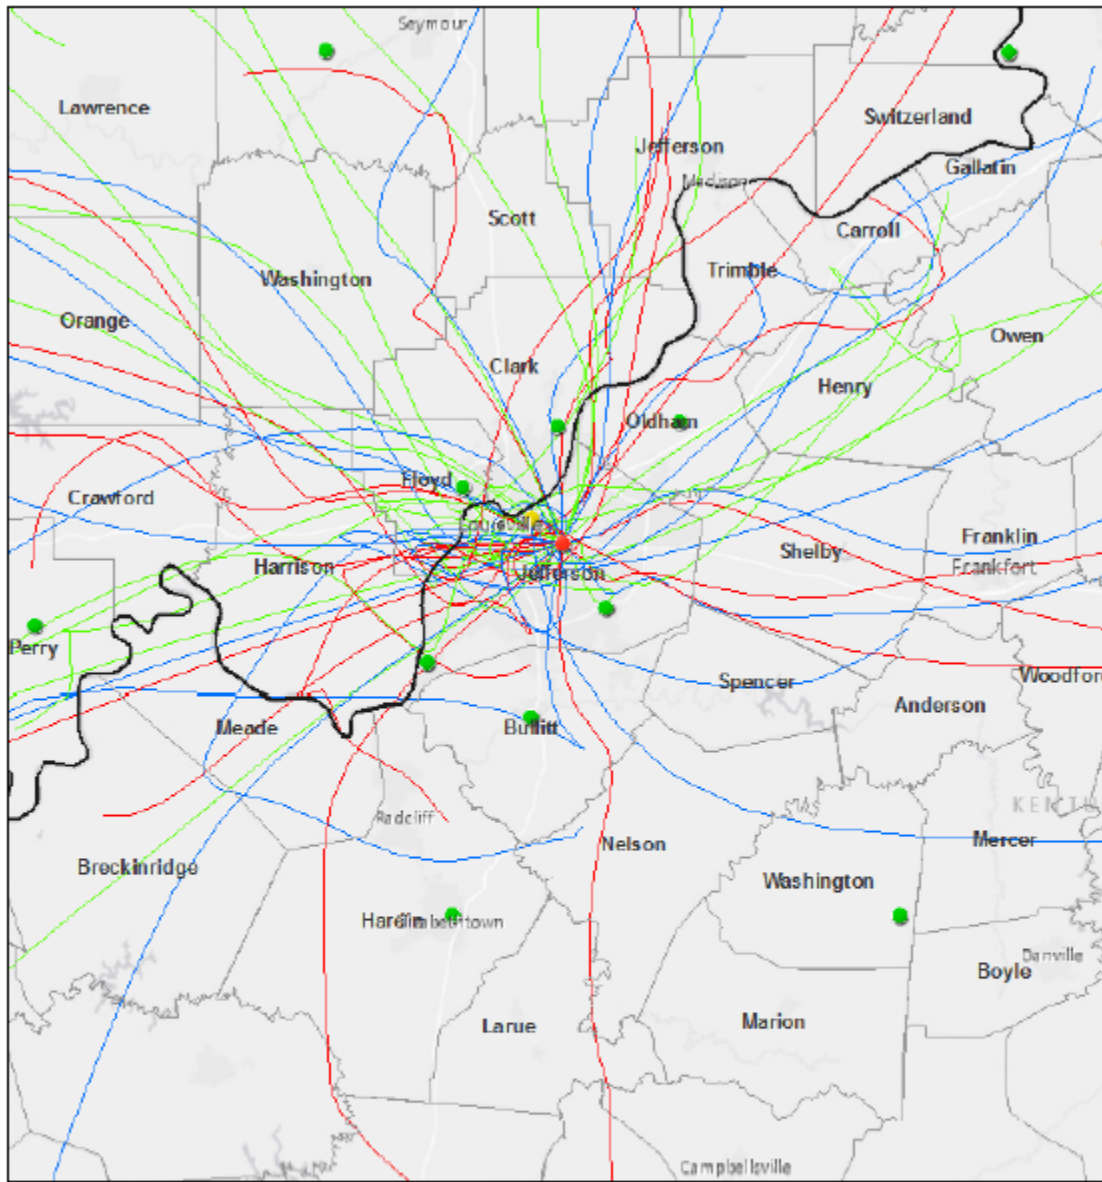 Seymour
Lawrence
Switzerland
Jefferson
Gallatin
Madison
Scott
Carroll
Washington
Trimble
Orange
Owen
Clark
Henry
Oldham
Floyd
Crawford
Louisville
Shelby
Franklin
Harrison
Jefferson
Frankfort
Perry
Spencer
Woodford
Meade
Bullitt
Anderson
KENTU
Radcliff
Nelson
Mercer
Breckinridge
Washington
Hardin
Danville
Boyle
Larue
Marion
Campbellsville